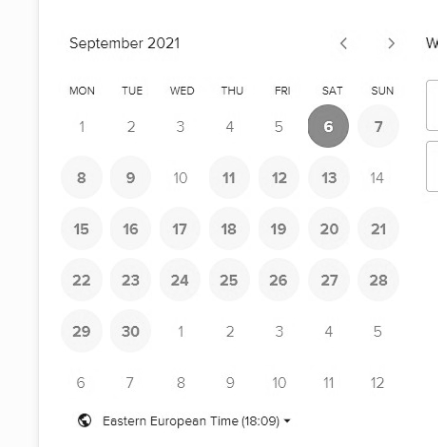 September 2021
W
MON TUE WED THU FRI SAT SUN
1 2 3 4 5 6 7
8 9 10 11 12 13 14
15 16 17 18 19 20 21
22 23 24 25 26 27 28
29 30 1 2 3 4 5
6 7 8 9 10 11 12
Eastern European Time (18:09)